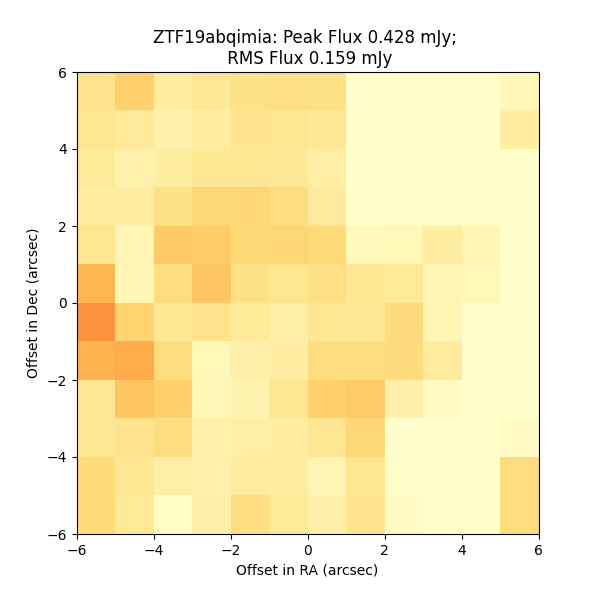 ZTF19abqimia: Peak Flux 0.428 mJy;
RMS Flux 0.159 mJy
6
4
2
0
−2
−4
−6
Offset in Dec (arcsec)
−6 −4 −2 0 2 4 6
Offset in RA (arcsec)